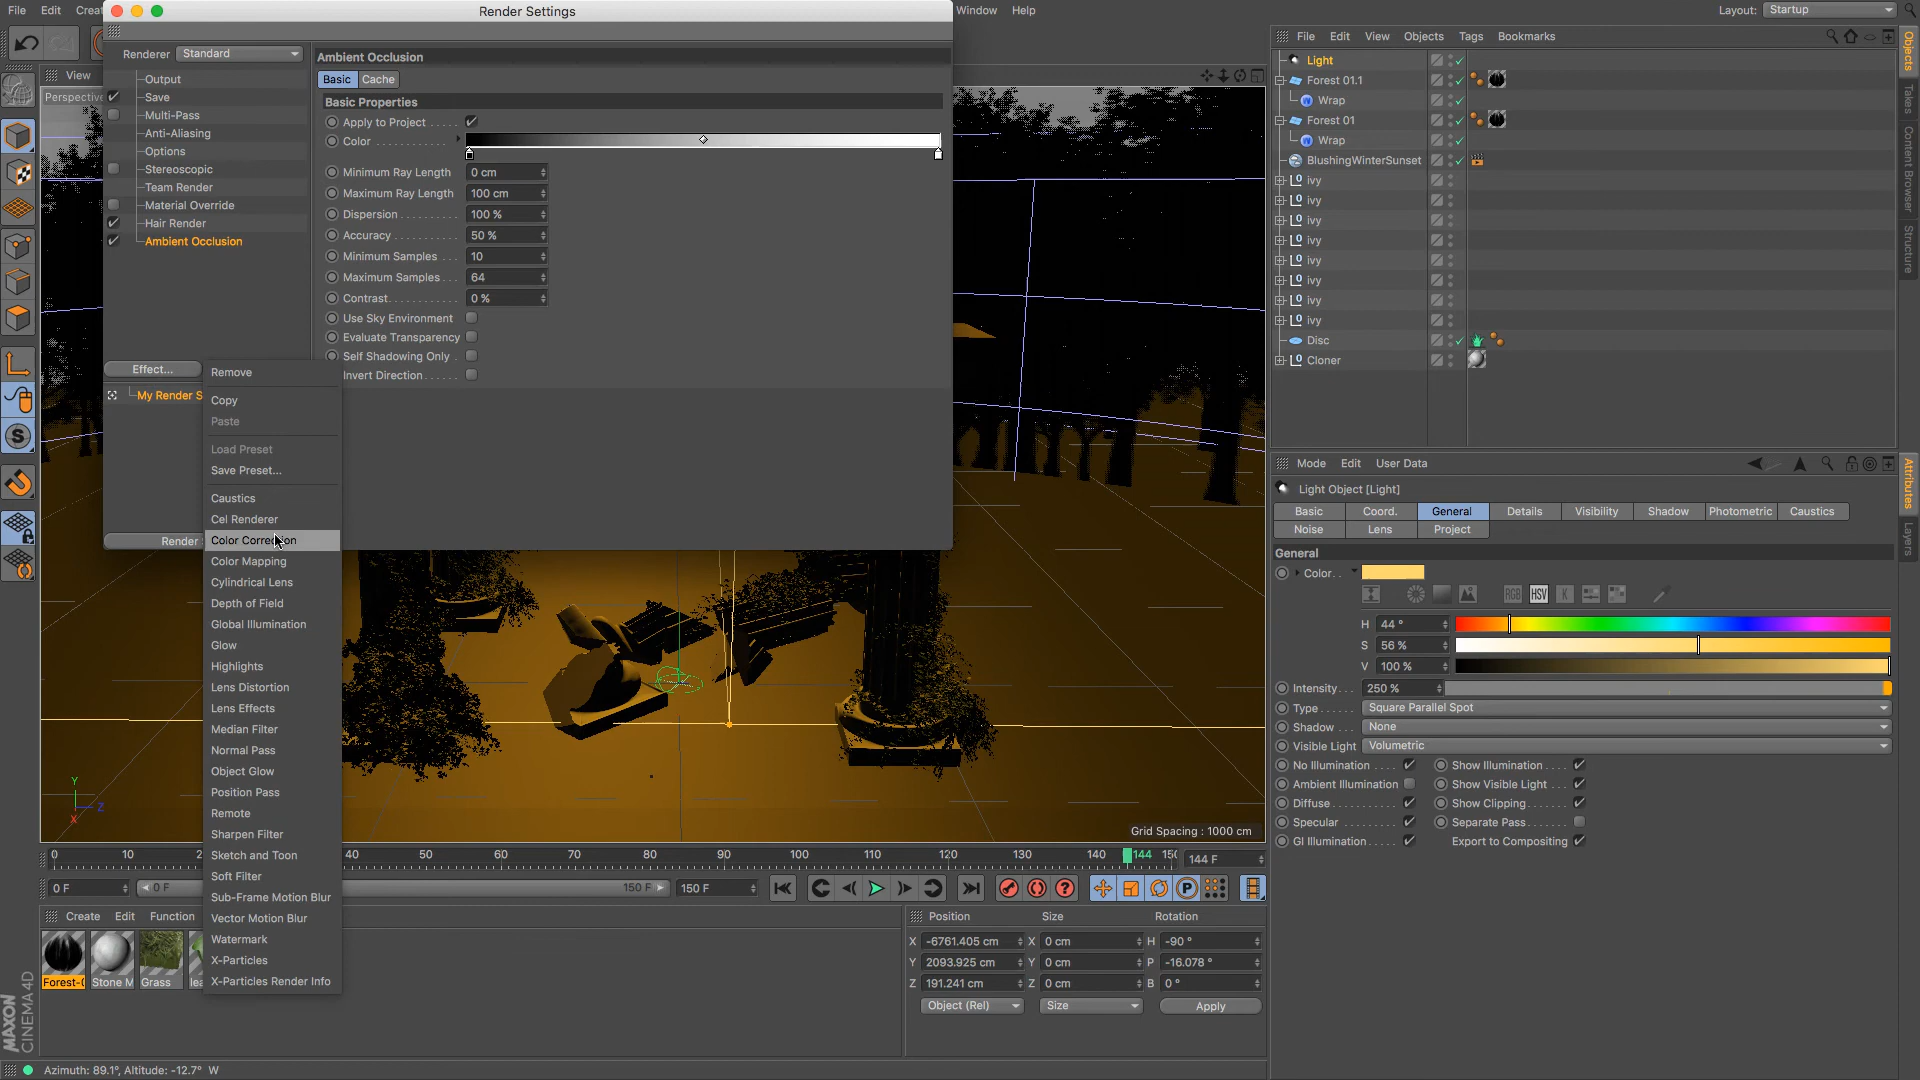 File Edit Creat
Render Settings
Window Help
Layout: Startup
Renderer Standard
Output
Save
Multi-Pass
Anti-Aliasing
Options
Stereoscopic
Team Render
Material Override
Hair Render
Ambient Occlusion
Effect...
My Render S
Render
Ambient Occlusion
Basic Cache
Basic Properties
Apply to Project
Color
Minimum Ray Length 0 cm
Maximum Ray Length 100 cm
Dispersion 100 %
Accuracy 50 %
Minimum Samples 10
Maximum Samples 64
Contrast 0 %
Use Sky Environment
Evaluate Transparency
Self Shadowing Only
Invert Direction
Remove
Copy
Paste
Load Preset
Save Preset...
Caustics
Cel Renderer
Color Correction
Color Mapping
Cylindrical Lens
Depth of Field
Global Illumination
Glow
Highlights
Lens Distortion
Lens Effects
Median Filter
Normal Pass
Object Glow
Position Pass
Remote
Sharpen Filter
Sketch and Toon
Soft Filter
Sub-Frame Motion Blur
Vector Motion Blur
Watermark
X-Particles
X-Particles Render Info
View
Perspective
Y
Z
X
Grid Spacing : 1000 cm
0 10 2 40 50 60 70 80 90 100 110 120 130 140 144 150 144 F
0 F 0 F 150 F 150 F
Create Edit Function
Forest-0 Stone M Grass lea
Position Size Rotation
X -6761.405 cm X 0 cm H -90 °
Y 2093.925 cm Y 0 cm P -16.078 °
Z 191.241 cm Z 0 cm B 0 °
Object (Rel) Size Apply
File Edit View Objects Tags Bookmarks
Light
Forest 01.1
Wrap
Forest 01
Wrap
BlushingWinterSunset
ivy
ivy
ivy
ivy
ivy
ivy
ivy
ivy
Disc
Cloner
Objects
Takes
Content Browser
Structure
Mode Edit User Data
Light Object [Light]
Basic Coord. General Details Visibility Shadow Photometric Caustics
Noise Lens Project
General
Color
RGB HSV K
H 44 °
S 56 %
V 100 %
Intensity 250 %
Type Square Parallel Spot
Shadow None
Visible Light Volumetric
No Illumination Show Illumination
Ambient Illumination Show Visible Light
Diffuse Show Clipping
Specular Separate Pass
GI Illumination Export to Compositing
Attributes
Layers
MAXON
CINEMA 4D
Azimuth: 89.1°, Altitude: -12.7° W